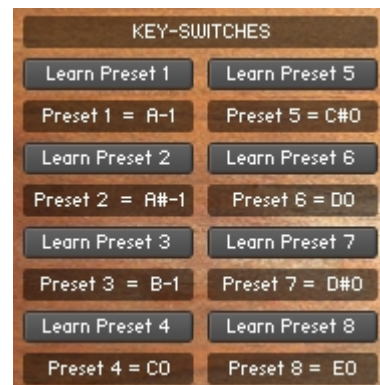 KEY-SWITCHES
Learn Preset 1
Learn Preset 5
Preset 1 = A-1
Preset 5 = C#0
Learn Preset 2
Learn Preset 6
Preset 2 = A#-1
Preset 6 = D0
Learn Preset 3
Learn Preset 7
Preset 3 = B-1
Preset 7 = D#0
Learn Preset 4
Learn Preset 8
Preset 4 = C0
Preset 8 = E0